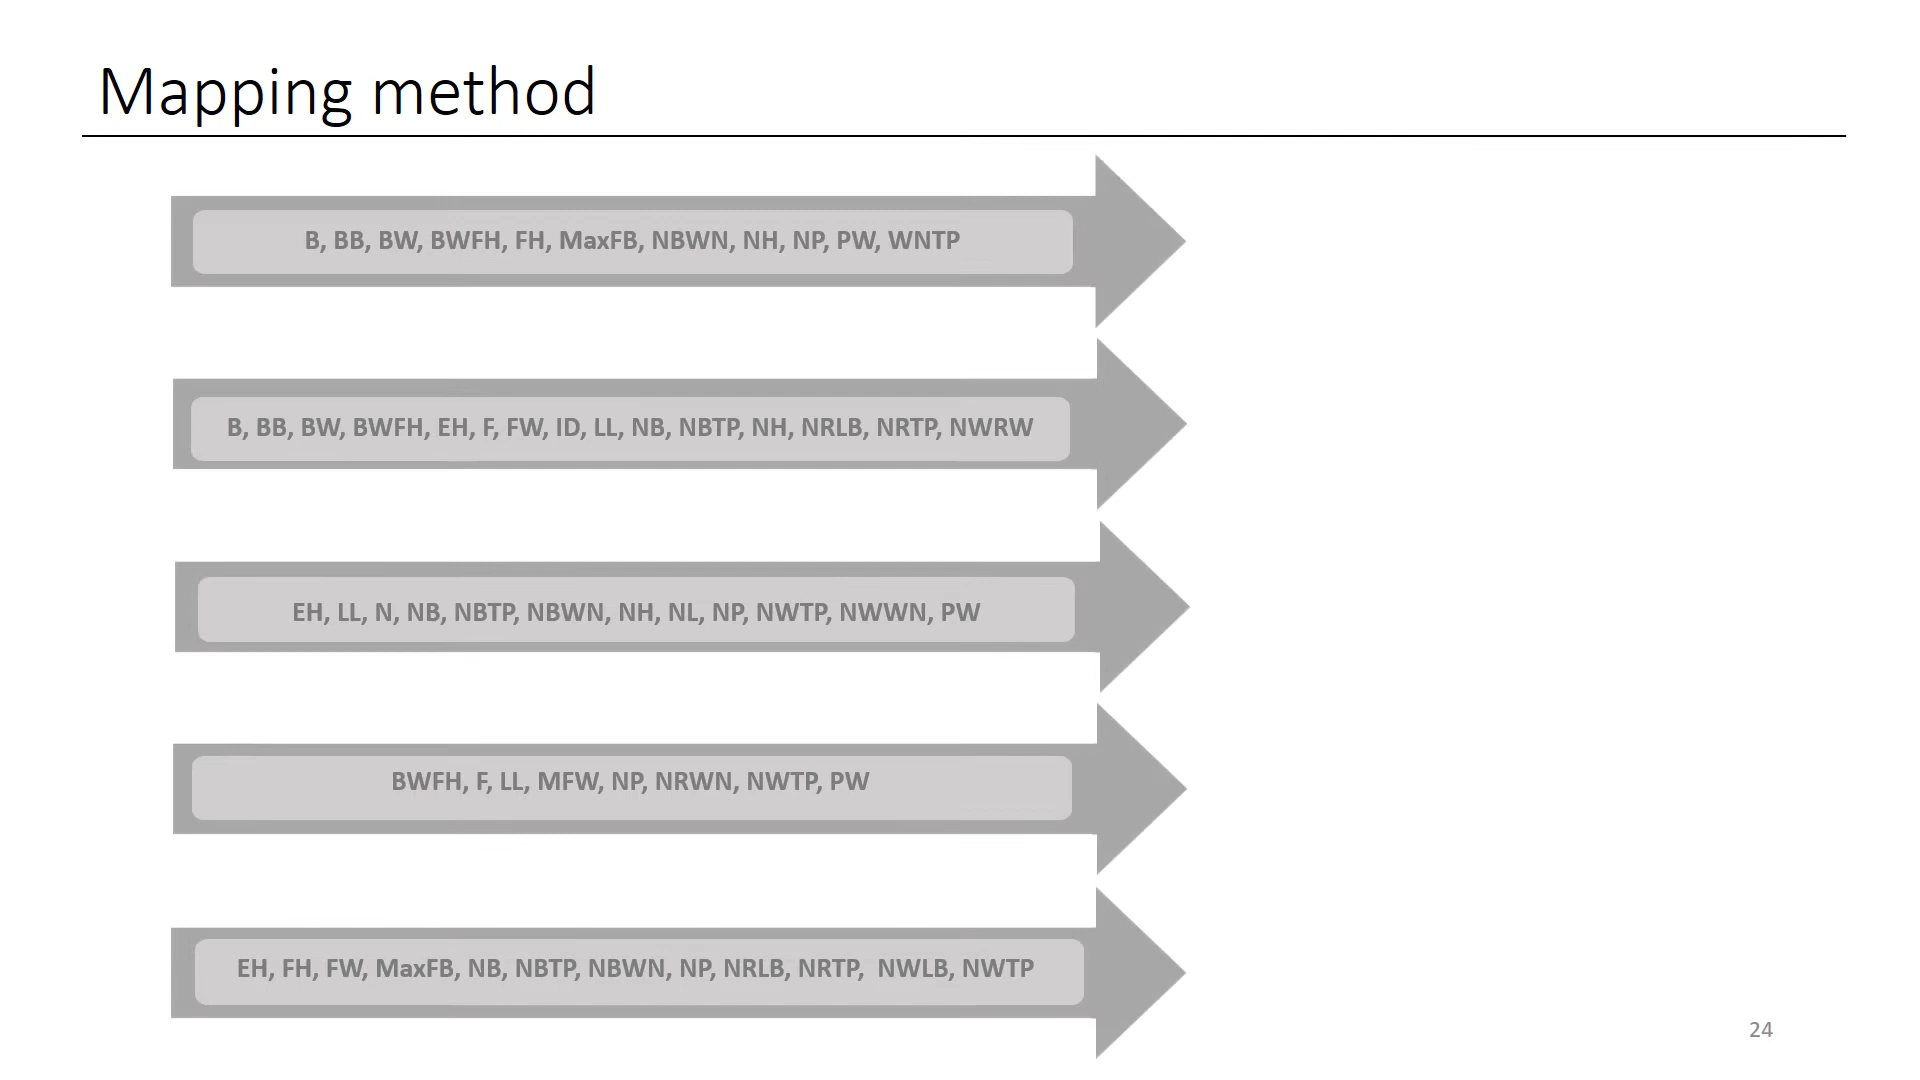 Mapping method
B, BB, BW, BWFH, FH, MaxFB, NBWN, NH, NP, PW, WNTP
B, BB, BW, BWFH, EH, F, FW, ID, LL, NB, NBTP, NH, NRLB, NRTP, NWRW
EH, LL, N, NB, NBTP, NBWN, NH, NL, NP, NWTP, NWWN, PW
BWFH, F, LL, MFW, NP, NRWN, NWTP, PW
EH, FH, FW, MaxFB, NB, NBTP, NBWN, NP, NRLB, NRTP, NWLB, NWTP
24